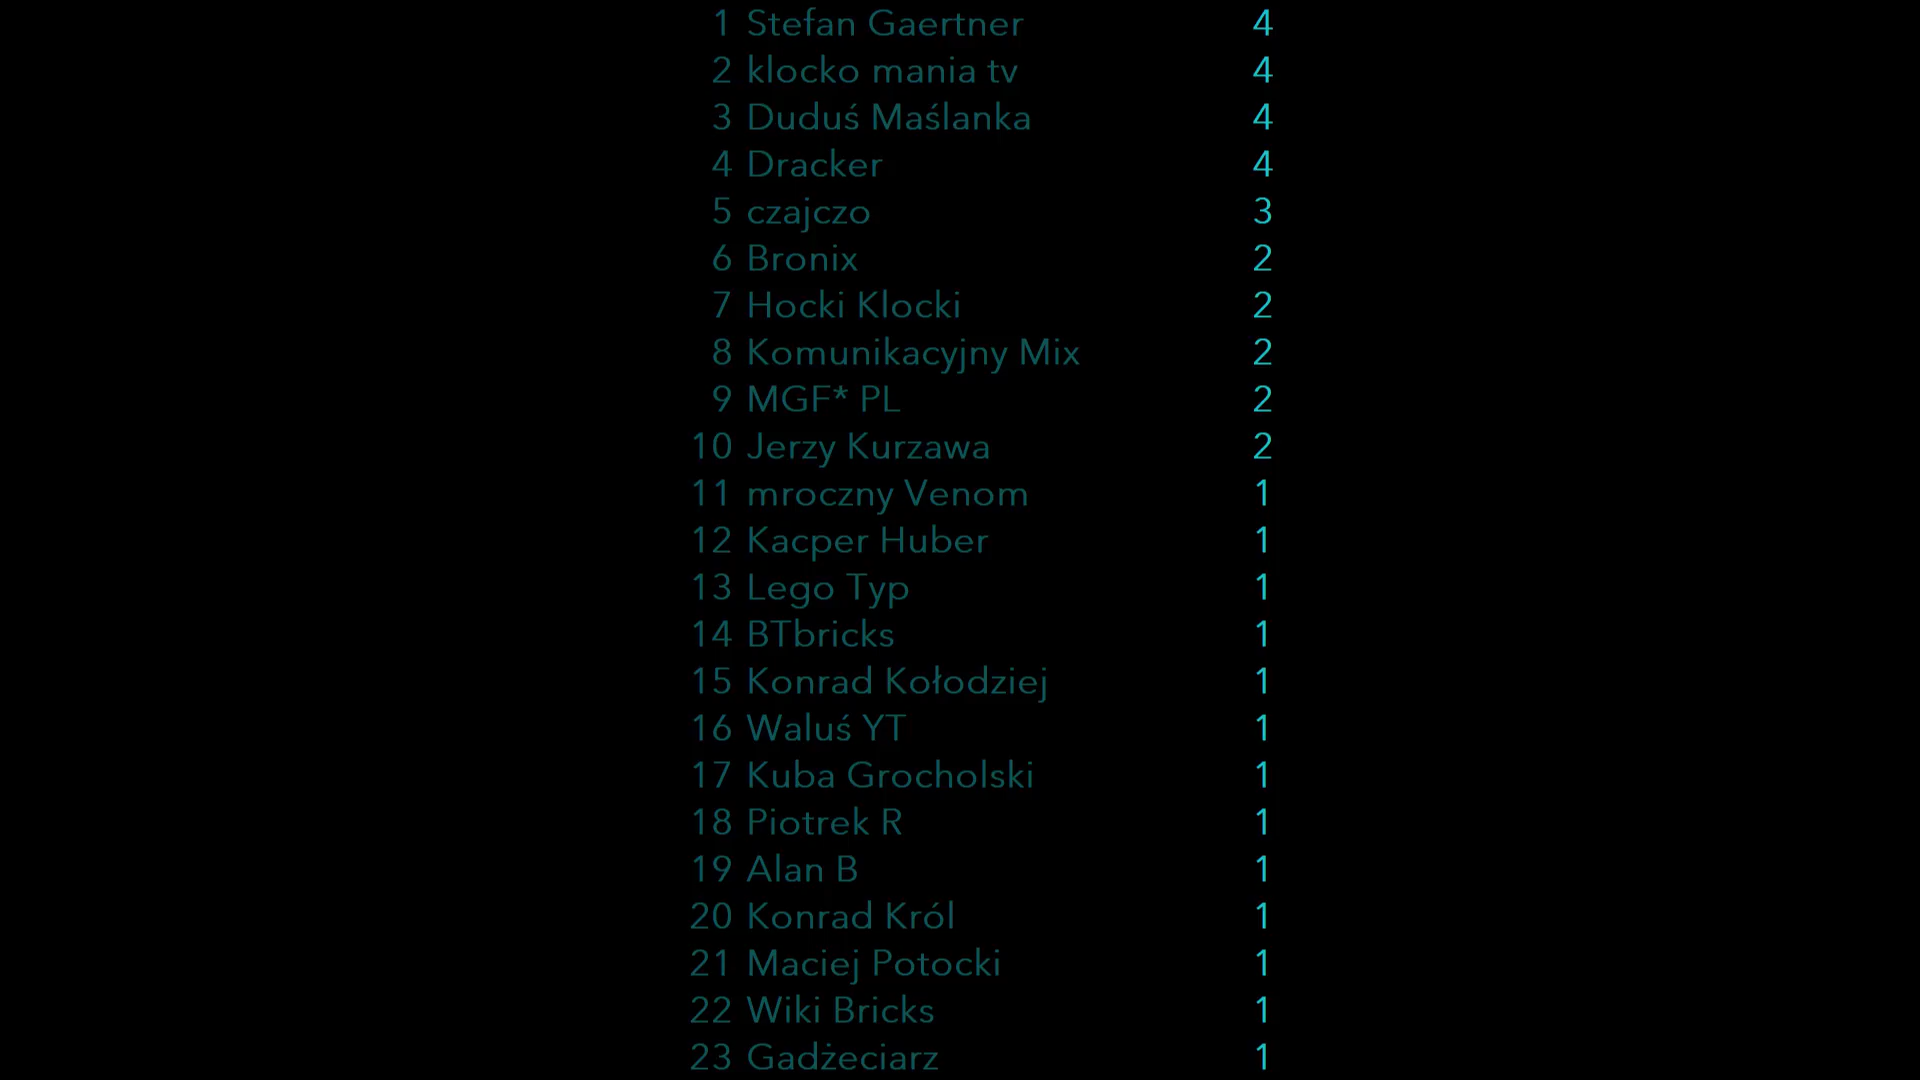 1 Stefan Gaertner 4
2 klocko mania tv 4
3 Duduś Maślanka 4
4 Dracker 4
5 czajczo 3
6 Bronix 2
7 Hocki Klocki 2
8 Komunikacyjny Mix 2
9 MGF* PL 2
10 Jerzy Kurzawa 2
11 mroczny Venom 1
12 Kacper Huber 1
13 Lego Typ 1
14 BTbricks 1
15 Konrad Kołodziej 1
16 Waluś YT 1
17 Kuba Grocholski 1
18 Piotrek R 1
19 Alan B 1
20 Konrad Król 1
21 Maciej Potocki 1
22 Wiki Bricks 1
23 Gadżeciarz 1